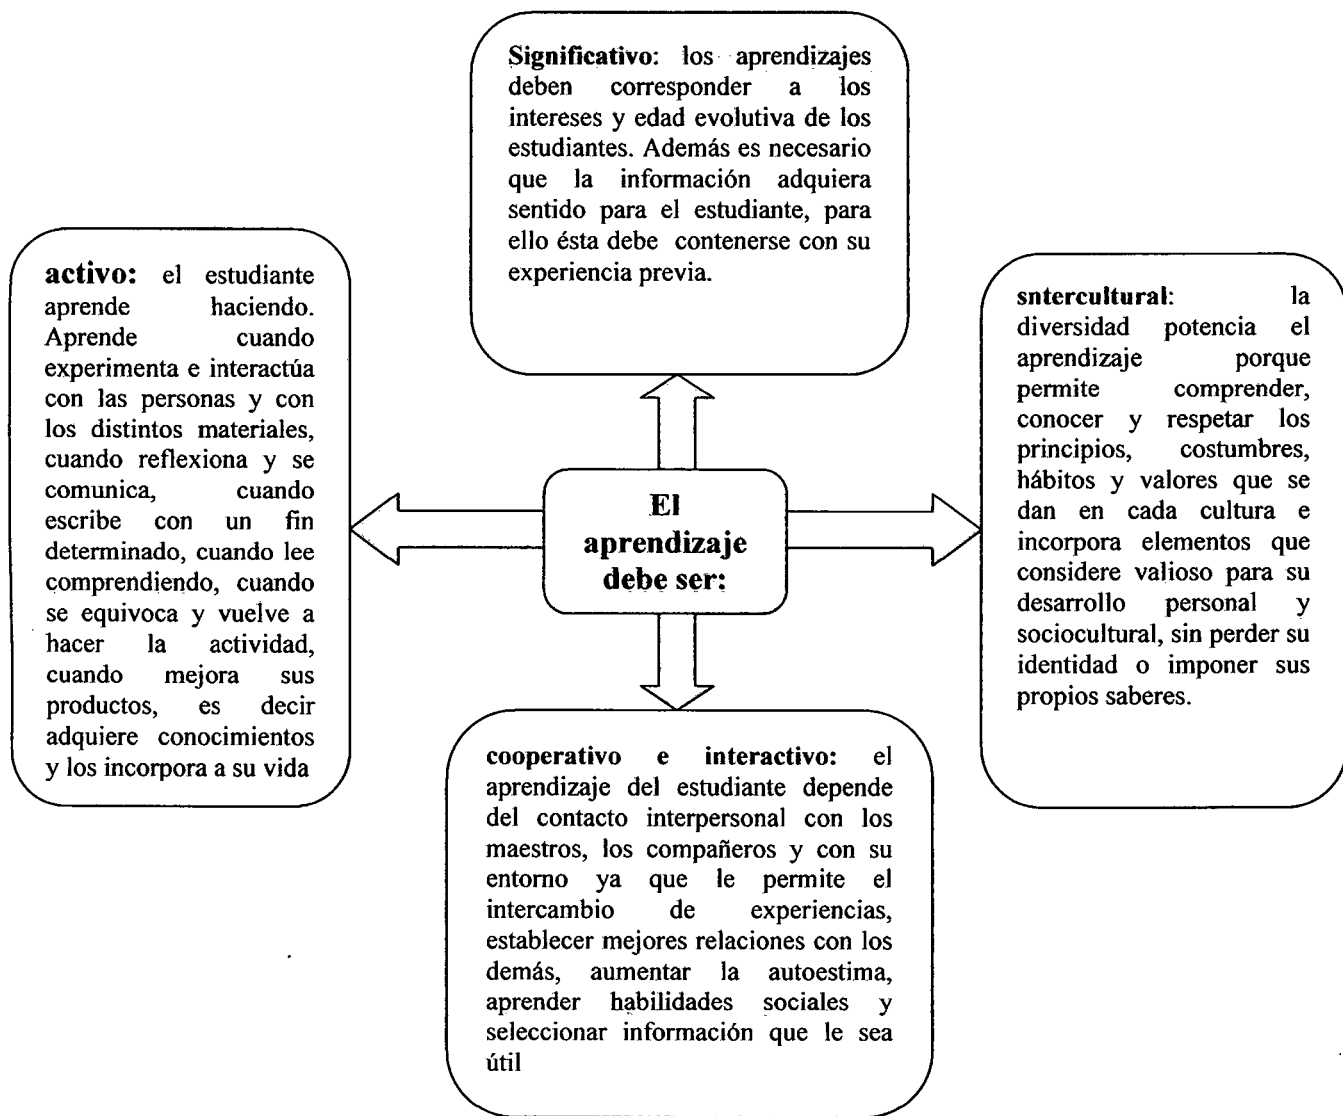 Significativo: los aprendizajes
deben corresponder a los
intereses y edad evolutiva de los
estudiantes. Además es necesario
que la información adquiera
sentido para el estudiante, para
ello ésta debe contenerse con su
experiencia previa.
activo: el estudiante
aprende haciendo.
Aprende cuando
experimenta e interactúa
con las personas y con
los distintos materiales,
cuando reflexiona y se
comunica, cuando
escribe con un fin
determinado, cuando lee
comprendiendo, cuando
se equivoca y vuelve a
hacer la actividad,
cuando mejora sus
productos, es decir
adquiere conocimientos
y los incorpora a su vida
El
aprendizaje
debe ser:
sntercultural: la
diversidad potencia el
aprendizaje porque
permite comprender,
conocer y respetar los
principios, costumbres,
hábitos y valores que se
dan en cada cultura e
incorpora elementos que
considere valioso para su
desarrollo personal y
sociocultural, sin perder su
identidad o imponer sus
propios saberes.
cooperativo e interactivo: el
aprendizaje del estudiante depende
del contacto interpersonal con los
maestros, los compañeros y con su
entorno ya que le permite el
intercambio de experiencias,
establecer mejores relaciones con los
demás, aumentar la autoestima,
aprender habilidades sociales y
seleccionar información que le sea
útil